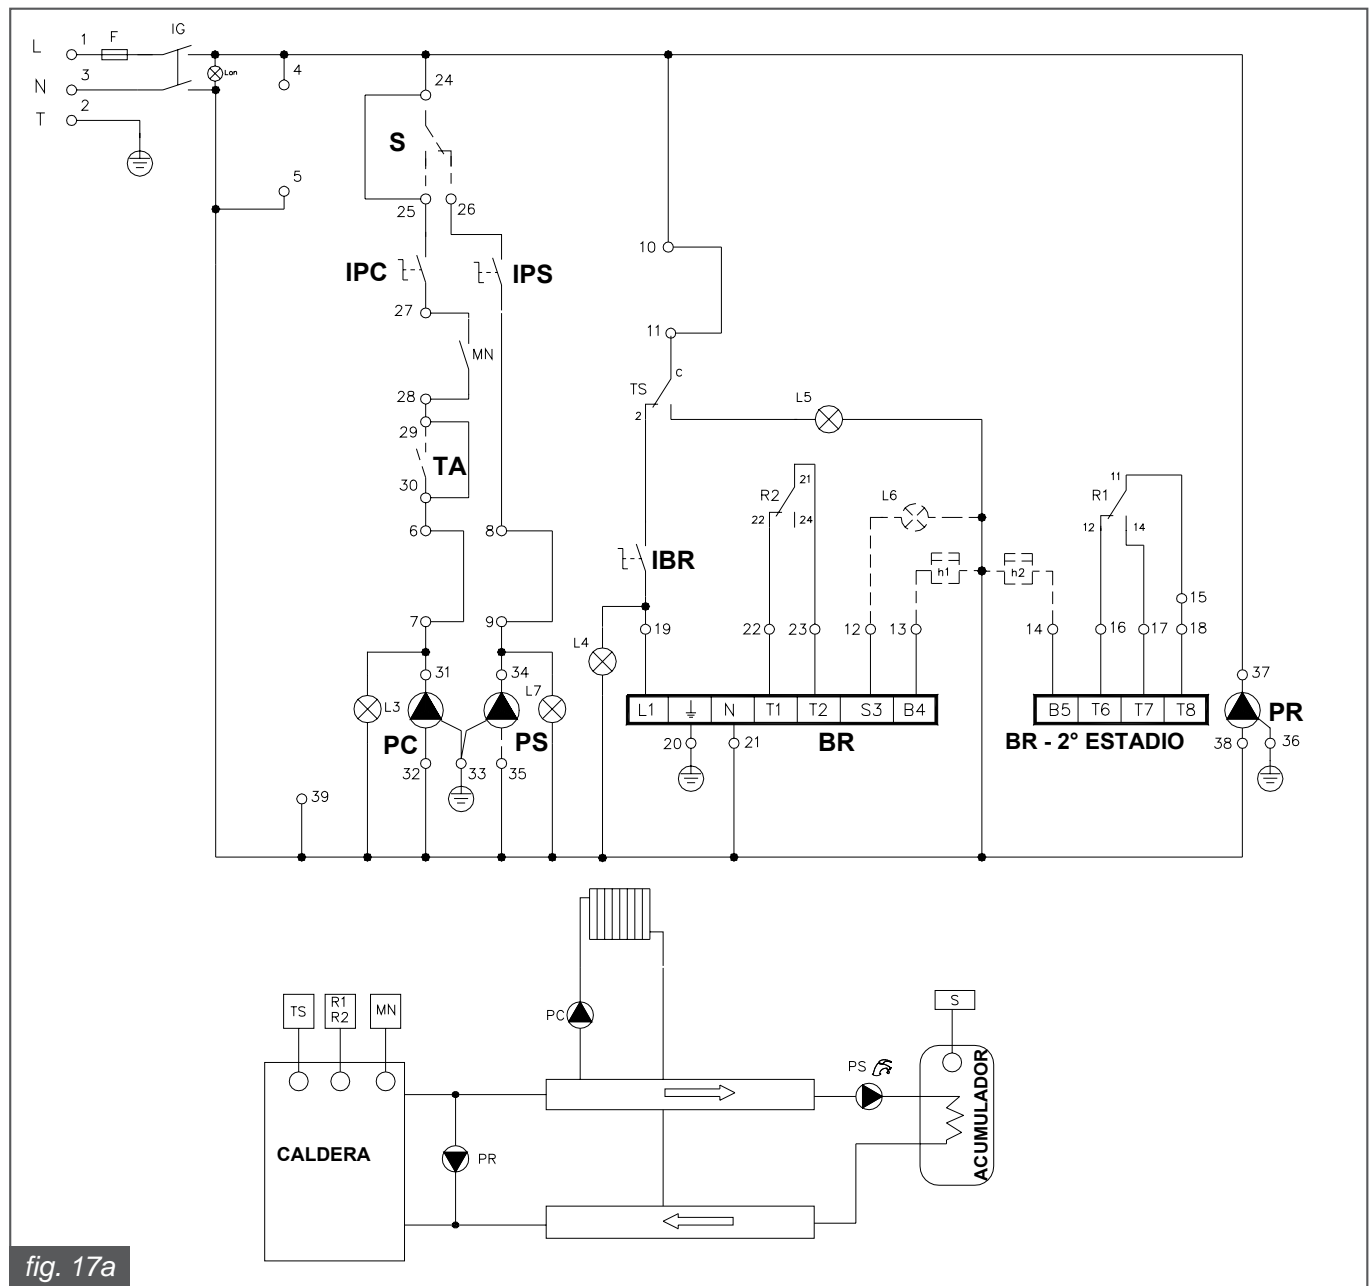 L 1 F IG
Lon 4
N 3
T 2
24
S
5
25 26
10
IPC IPS
27
11
MN
C
TS
28
2
L5
29
TA
21 11
R2 L6 R1
30
22 24 12 14
6 8
IBR
h1 h2
15
7 9 19 22 23 12 13 14 16 17 18
L4
31 34 37
L3 L7
L1 N T1 T2 S3 B4 B5 T6 T7 T8 PR
PC PS BR BR - 2° ESTADIO
32 33 35 20 21 38 36
39
TS R1 MN
R2
S
PC
PS
CALDERA PR
ACUMULADOR
fig. 17a